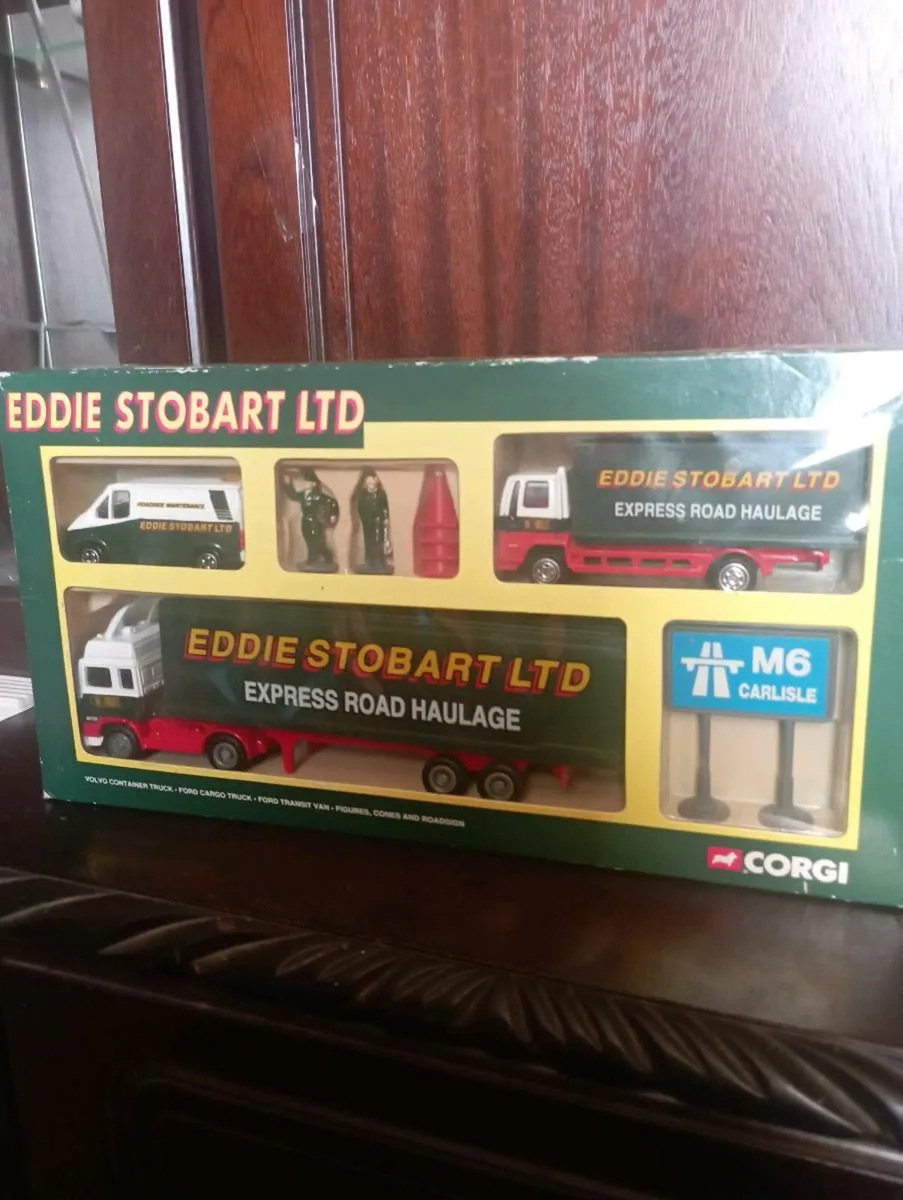 EDDIE STOBART LTD
ROADSIDE MAINTENANCE
EDDIE STOBART LTD
EDDIE STOBART LTD
EXPRESS ROAD HAULAGE
EDDIE STOBART LTD
EXPRESS ROAD HAULAGE
M6
CARLISLE
VOLVO CONTAINER TRUCK • FORD CARGO TRUCK • FORD TRANSIT VAN • FIGURES, CONES AND ROADSIGN
CORGI